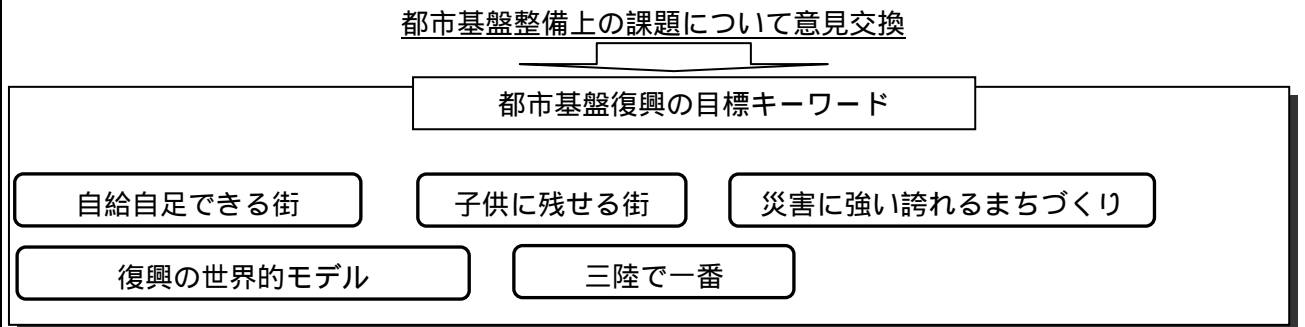 都市基盤整備上の課題について意見交換
都市基盤復興の目標キーワード
自給自足できる街
子供に残せる街
災害に強い誇れるまちづくり
復興の世界的モデル
三陸で一番